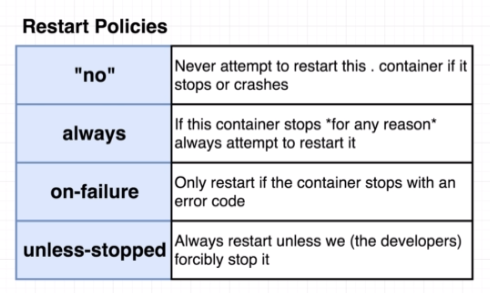 Restart Policies
"no"
Never attempt to restart this . container if it
stops or crashes
always
If this container stops *for any reason*
always attempt to restart it
on-failure
Only restart if the container stops with an
error code
unless-stopped
Always restart unless we (the developers)
forcibly stop it